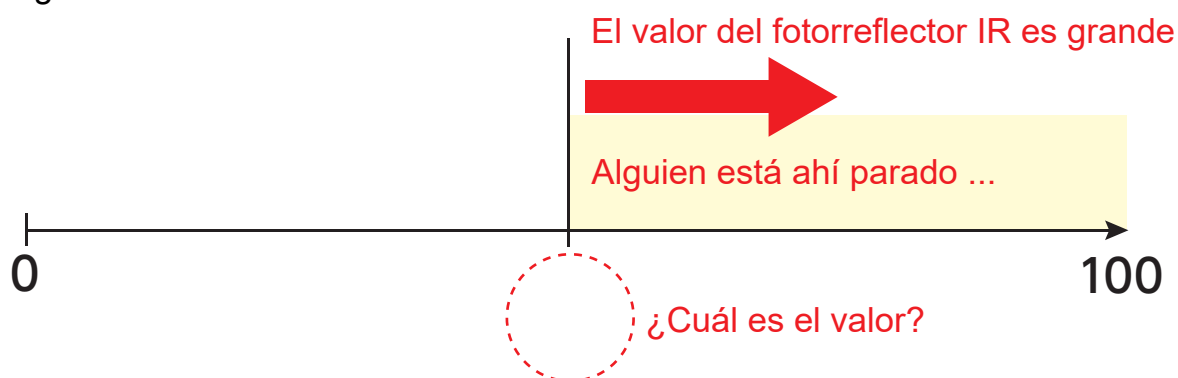 El valor del fotorreflector IR es grande
Alguien está ahí parado ...
0
100
¿Cuál es el valor?